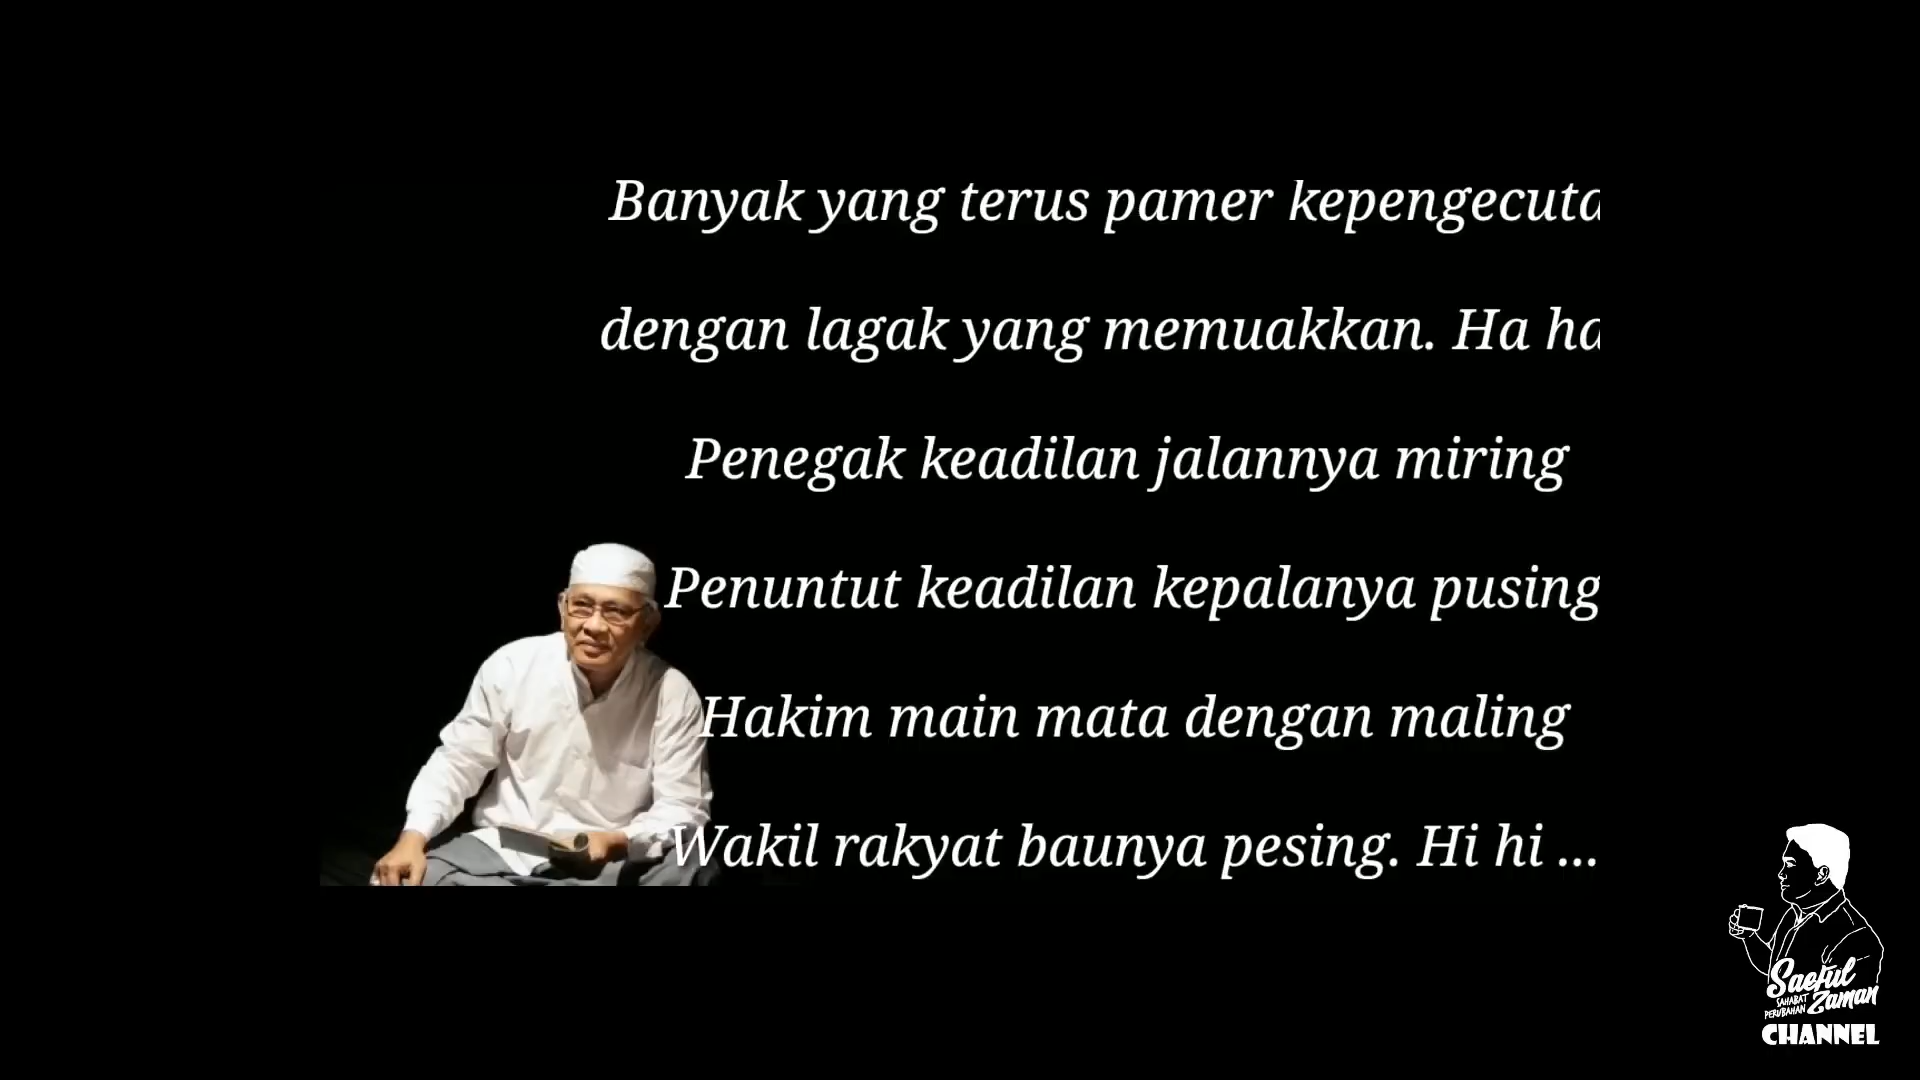 Banyak yang terus pamer kepengecuta
dengan lagak yang memuakkan. Ha ha
Penegak keadilan jalannya miring
Penuntut keadilan kepalanya pusing
Hakim main mata dengan maling
Wakil rakyat baunya pesing. Hi hi ...
Saeful
SAHABAT
PERUBAHAN
Zaman
CHANNEL